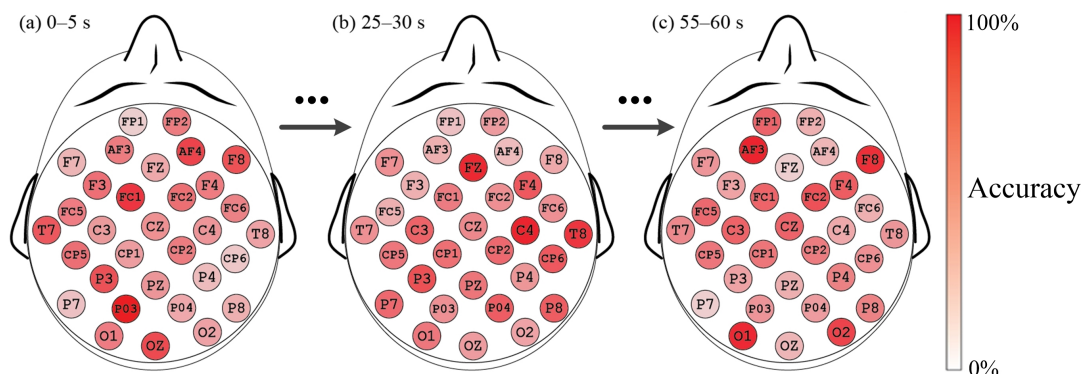 (a) 0–5 s
(b) 25–30 s
(c) 55–60 s
100%
Accuracy
0%
FP1 FP2
AF3 AF4
F7 FZ F8
F3 F4
FC1 FC2
FC5 FC6
T7 C3 CZ C4 T8
CP5 CP1 CP2 CP6
P3 PZ P4
P7 P03 P04 P8
O1 OZ O2
FP1 FP2
AF3 AF4
F7 FZ F8
F3 F4
FC1 FC2
FC5 FC6
T7 C3 CZ C4 T8
CP5 CP1 CP2 CP6
P3 PZ P4
P7 P03 P04 P8
O1 OZ O2
FP1 FP2
AF3 AF4
F7 FZ F8
F3 F4
FC1 FC2
FC5 FC6
T7 C3 CZ C4 T8
CP5 CP1 CP2 CP6
P3 PZ P4
P7 P03 P04 P8
O1 OZ O2